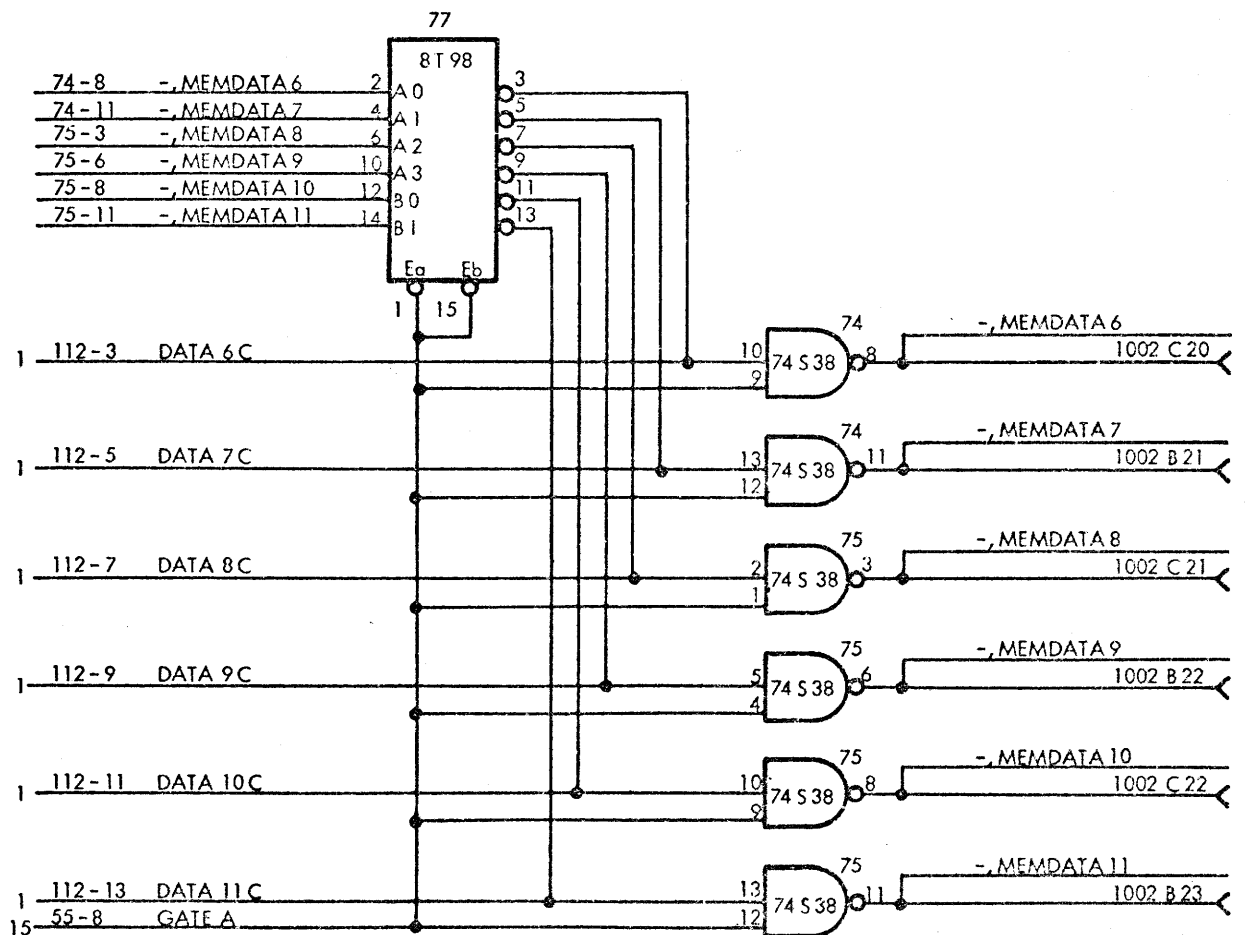 77
8T98
74-8 -,MEMDATA 6 2 A0 3
74-11 -,MEMDATA 7 4 A1 5
75-3 -,MEMDATA 8 6 A2 7
75-6 -,MEMDATA 9 10 A3 9
75-8 -,MEMDATA 10 12 B0 11
75-11 -,MEMDATA 11 14 B1 13
Ea Eb
1 15
74 -,MEMDATA 6
1 112-3 DATA 6C 10 74S38 8 1002 C20
9
74 -,MEMDATA 7
1 112-5 DATA 7C 13 74S38 11 1002 B21
12
75 -,MEMDATA 8
1 112-7 DATA 8C 2 74S38 3 1002 C21
1
75 -,MEMDATA 9
1 112-9 DATA 9C 5 74S38 6 1002 B22
4
75 -,MEMDATA 10
1 112-11 DATA 10C 10 74S38 8 1002 C22
9
75 -,MEMDATA 11
1 112-13 DATA 11C 13 74S38 11 1002 B23
15 55-8 GATE A 12